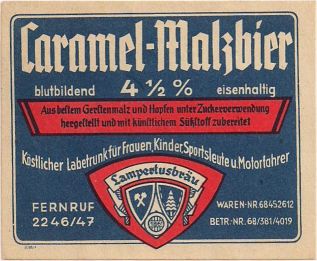 Caramel-Malzbier
blutbildend 4 ½ % eisenhaltig
Aus bestem Gerstenmalz und Hopfen unter Zuckerverwendung
hergestellt und mit künstlichem Süßstoff zubereitet
Köstlicher Labetrunk für Frauen, Kinder, Sportsleute u. Motorfahrer
Lampertusbräu
FERNRUF
2246/47
WAREN-NR. 68452612
BETR.-NR. 68/381/4019